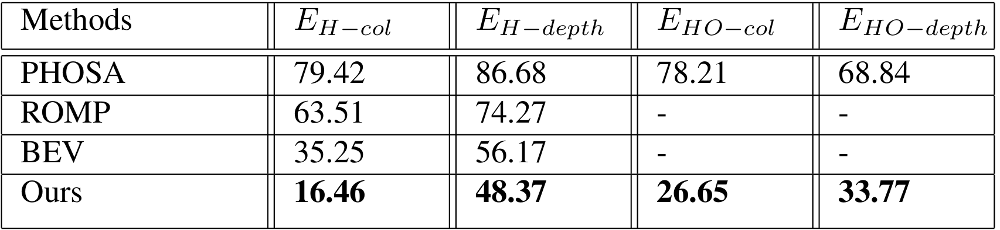 Methods E_{H-col} E_{H-depth} E_{HO-col} E_{HO-depth}
PHOSA 79.42 86.68 78.21 68.84
ROMP 63.51 74.27 - -
BEV 35.25 56.17 - -
Ours 16.46 48.37 26.65 33.77